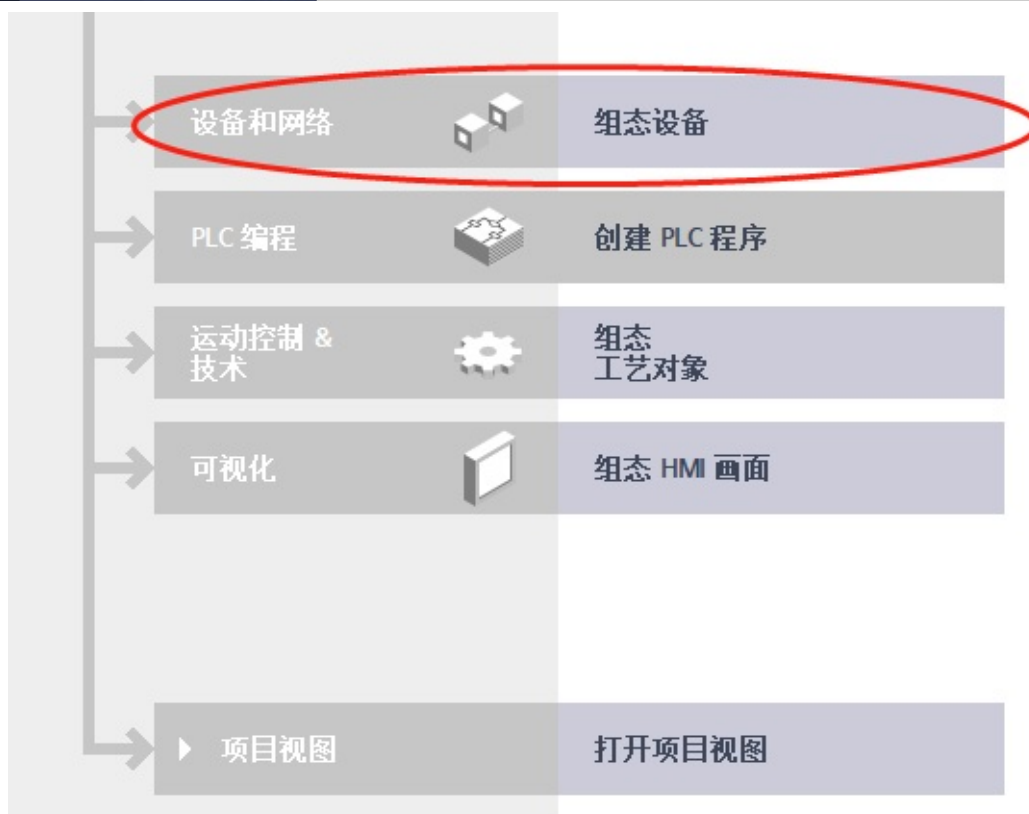 设备和网络 组态设备
PLC 编程 创建 PLC 程序
运动控制 & 组态
技术 工艺对象
可视化 组态 HMI 画面
项目视图 打开项目视图